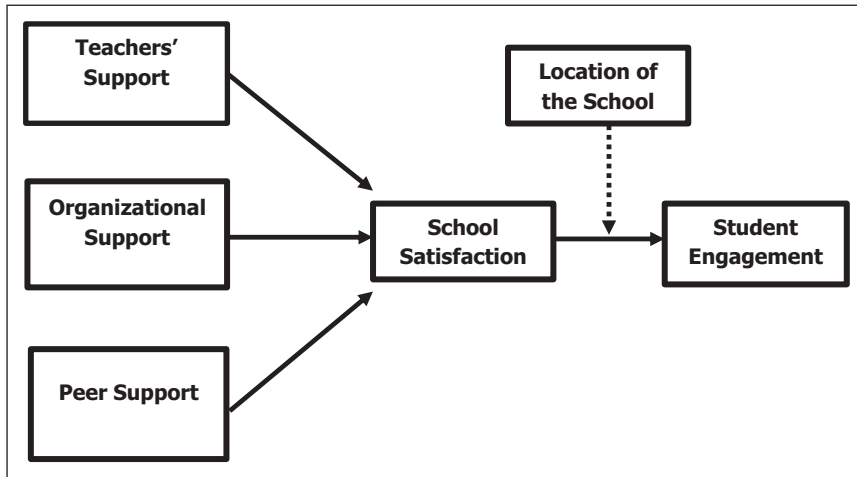 Teachers’
Support
Location of
the School
Organizational
Support
School
Satisfaction
Student
Engagement
Peer Support